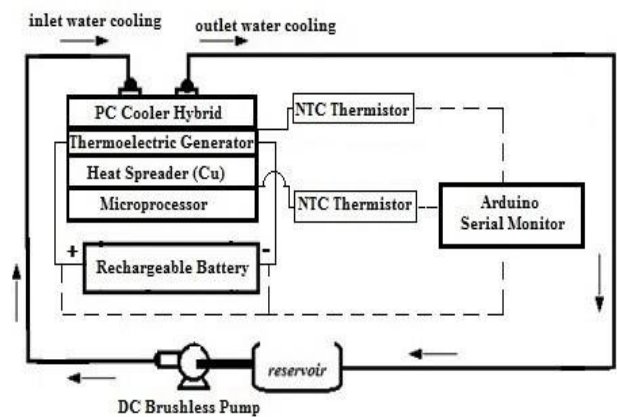 inlet water cooling
outlet water cooling
PC Cooler Hybrid
NTC Thermistor
Thermoelectric Generator
Heat Spreader (Cu)
Microprocessor
NTC Thermistor
Arduino
Serial Monitor
+
-
Rechargeable Battery
reservoir
DC Brushless Pump